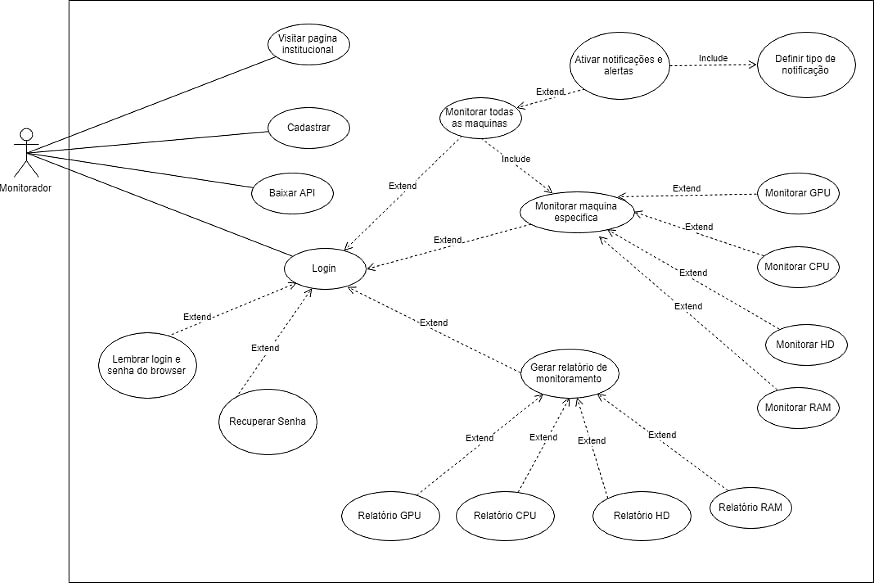 Visitar pagina
institucional
Ativar notificações e
alertas
Include
Definir tipo de
notificação
Extend
Monitorar todas
as maquinas
Cadastrar
Include
Monitorador
Baixar API
Extend
Monitorar maquina
especifica
Extend
Monitorar GPU
Extend
Extend
Monitorar CPU
Login
Extend
Extend
Extend
Monitorar HD
Extend
Extend
Extend
Lembrar login e
senha do browser
Gerar relatório de
monitoramento
Monitorar RAM
Recuperar Senha
Extend
Extend
Extend
Extend
Relatório GPU
Relatório CPU
Relatório HD
Relatório RAM